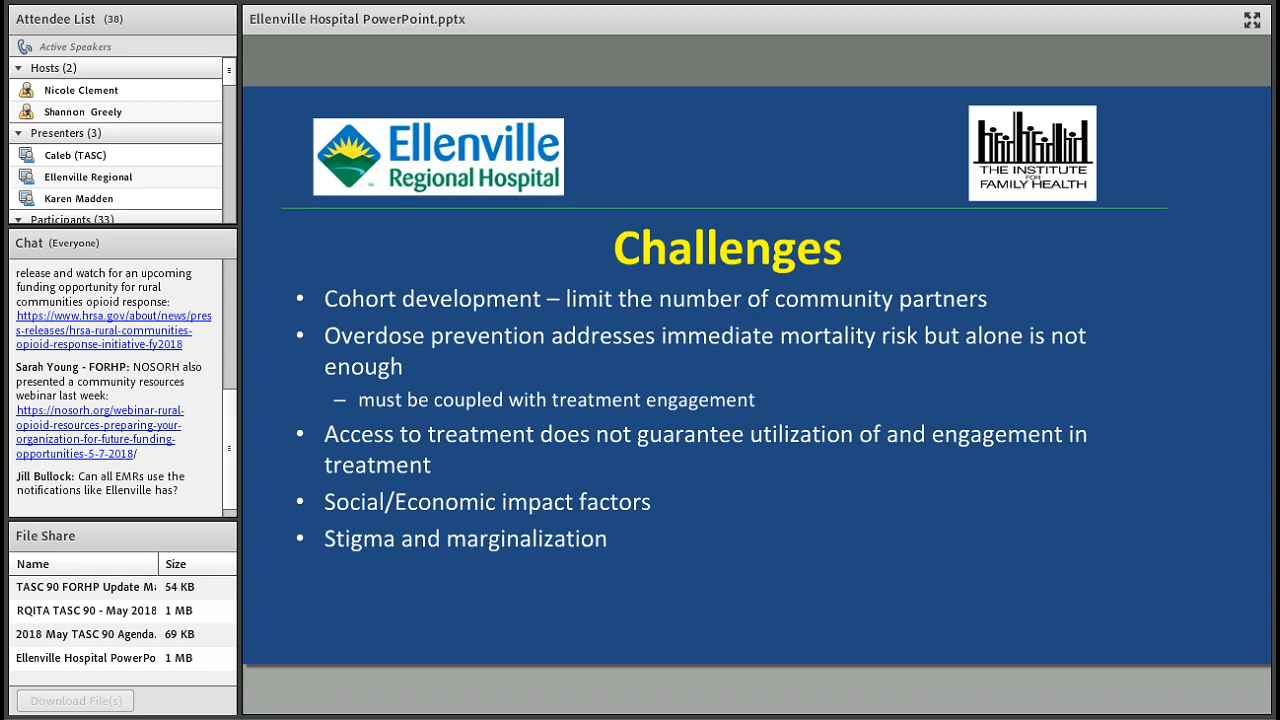 Attendee List (38)
Active Speakers
Hosts (2)
Nicole Clement
Shannon Greely
Presenters (3)
Caleb (TASC)
Ellenville Regional
Karen Madden
Participants (33)
Chat (Everyone)
release and watch for an upcoming
funding opportunity for rural
communities opioid response:
https://www.hrsa.gov/about/news/pres
s-releases/hrsa-rural-communities-
opioid-response-initiative-fy2018
Sarah Young - FORHP: NOSORH also
presented a community resources
webinar last week:
https://nosorh.org/webinar-rural-
opioid-resources-preparing-your-
organization-for-future-funding-
opportunities-5-7-2018/
Jill Bullock: Can all EMRs use the
notifications like Ellenville has?
File Share
Name Size
TASC 90 FORHP Update Ma 54 KB
RQITA TASC 90 - May 2018 1 MB
2018 May TASC 90 Agenda. 69 KB
Ellenville Hospital PowerPo 1 MB
Download File(s)
Ellenville Hospital PowerPoint.pptx
Ellenville
Regional Hospital
THE INSTITUTE
FOR
FAMILY HEALTH
Challenges
• Cohort development – limit the number of community partners
• Overdose prevention addresses immediate mortality risk but alone is not
enough
– must be coupled with treatment engagement
• Access to treatment does not guarantee utilization of and engagement in
treatment
• Social/Economic impact factors
• Stigma and marginalization